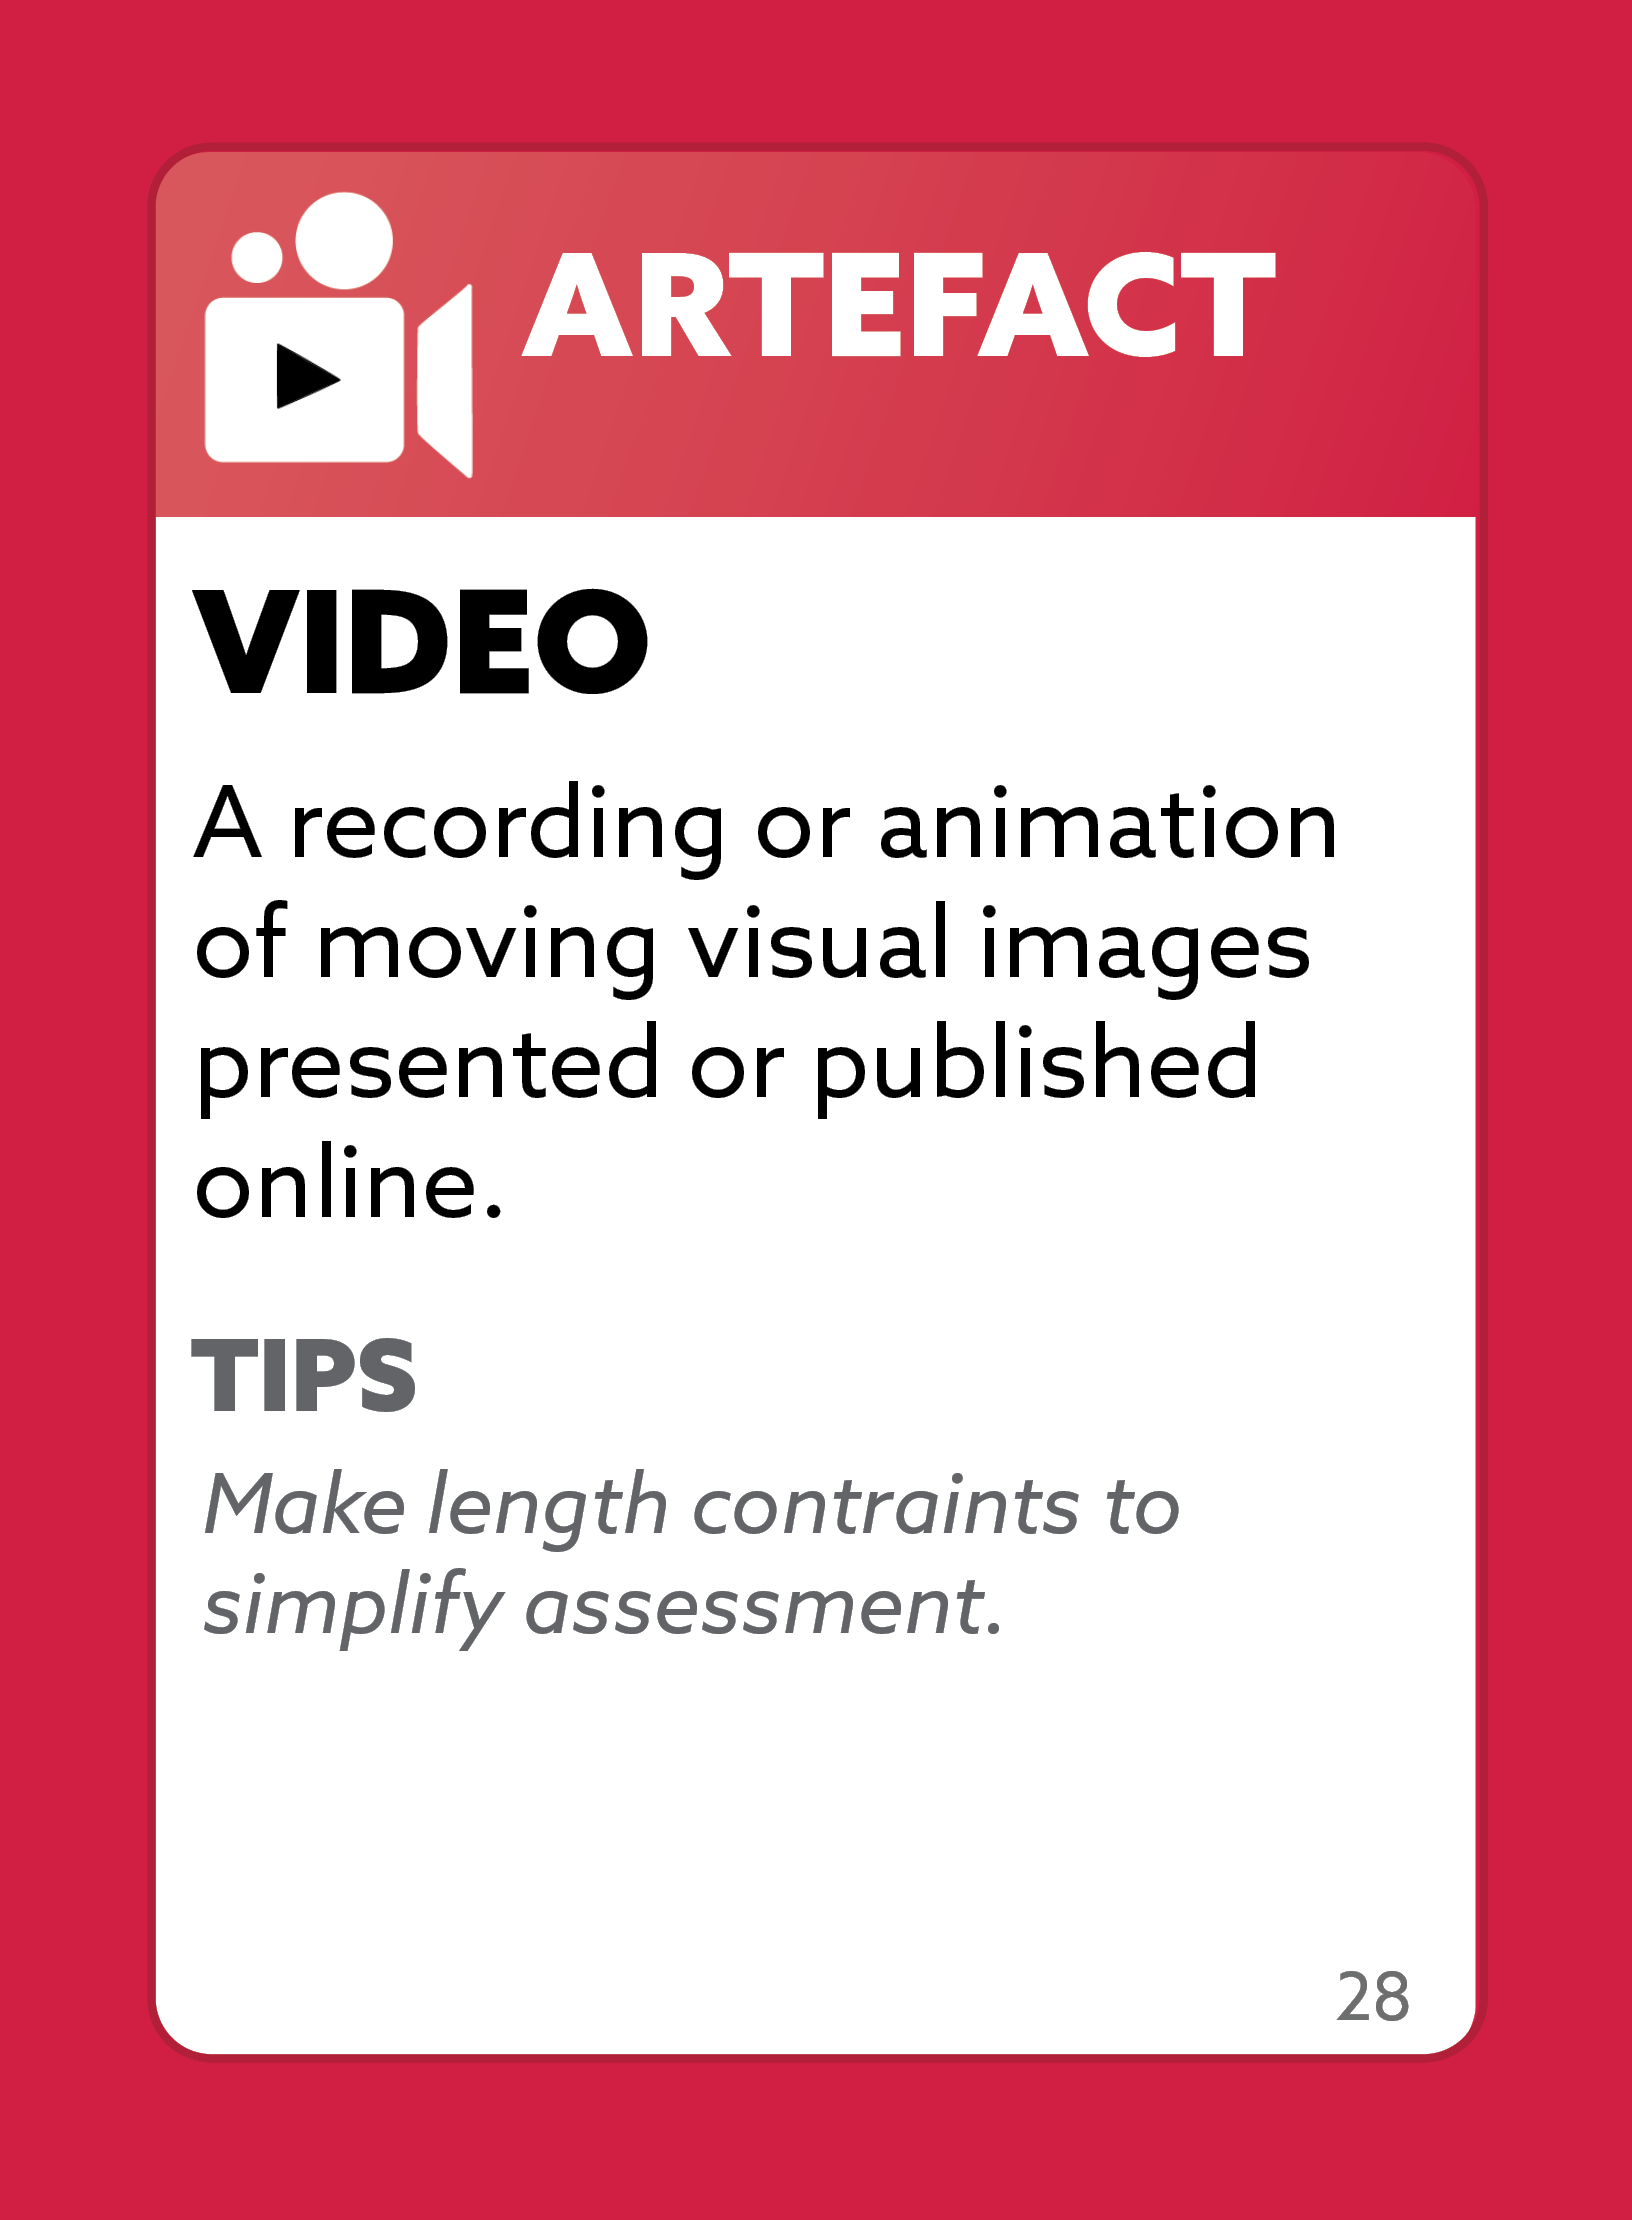 ARTEFACT
VIDEO
A recording or animation
of moving visual images
presented or published
online.
TIPS
Make length contraints to
simplify assessment.
28